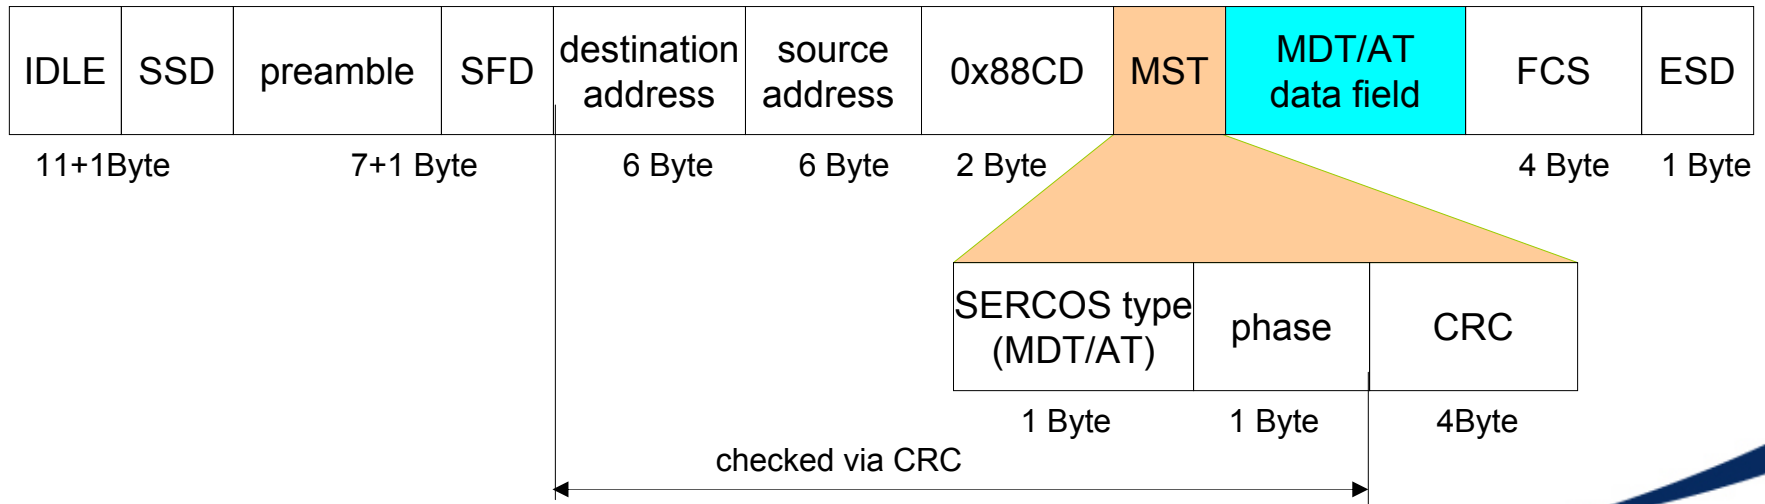 IDLE SSD preamble SFD destination address source address 0x88CD MST MDT/AT data field FCS ESD
11+1Byte 7+1 Byte 6 Byte 6 Byte 2 Byte 4 Byte 1 Byte
SERCOS type (MDT/AT) phase CRC
1 Byte 1 Byte 4Byte
checked via CRC